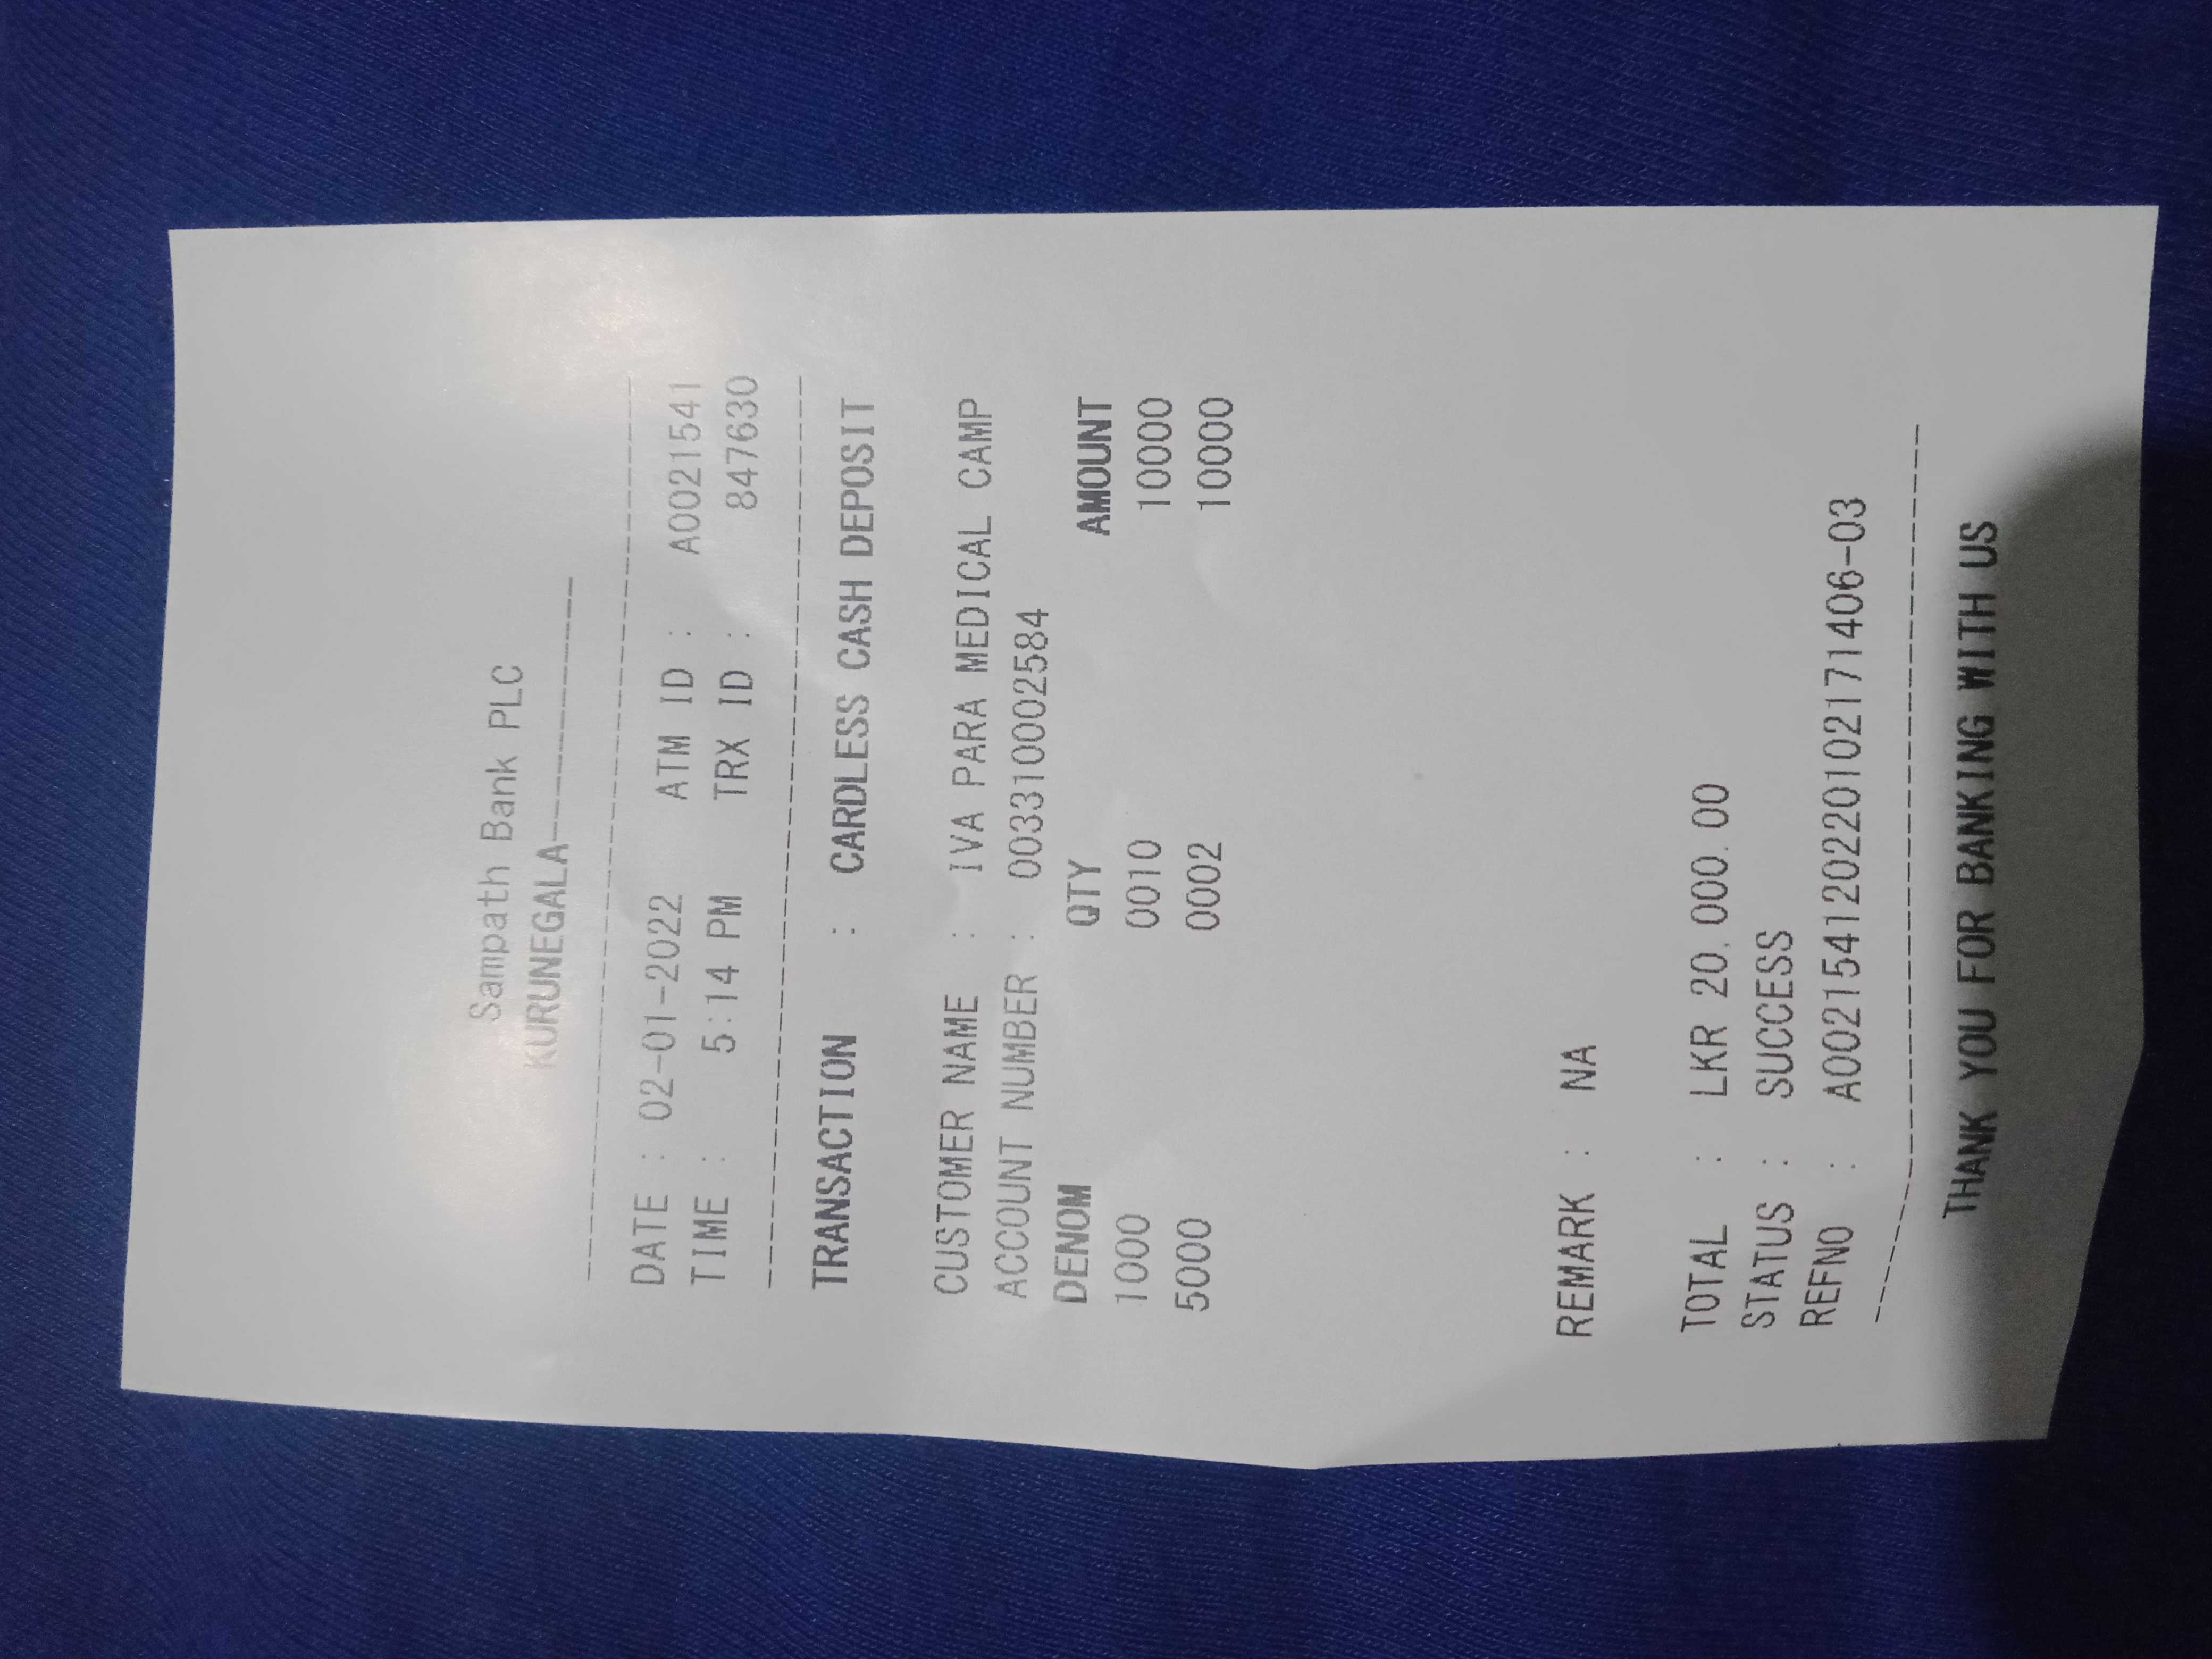 Sampath Bank PLC
KURUNEGALA--------------
----------------------------------------
DATE : 02-01-2022 ATM ID : A0021541
TIME : 5:14 PM TRX ID : 847630
----------------------------------------
TRANSACTION : CARDLESS CASH DEPOSIT
CUSTOMER NAME : IVA PARA MEDICAL CAMP
ACCOUNT NUMBER : 003310002584
DENOM QTY AMOUNT
1000 0010 10000
5000 0002 10000
REMARK : NA
TOTAL : LKR 20,000.00
STATUS : SUCCESS
REFNO : A00215412022010217​1406-03
----------------------------------------
THANK YOU FOR BANKING WITH US